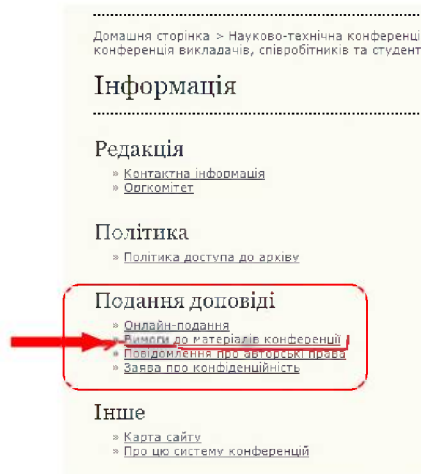 Домашня сторінка > Науково-технічна конференці
конференція викладачів, співробітників та студент
Інформація
Редакція
» Контактна інформація
» Оргкомітет
Політика
» Політика доступа до архіву
Подання доповіді
» Онлайн-подання
» Вимоги до матеріалів конференції
» Повідомлення про авторські права
» Заява про конфіденційність
Інше
» Карта сайту
» Про цю систему конференцій